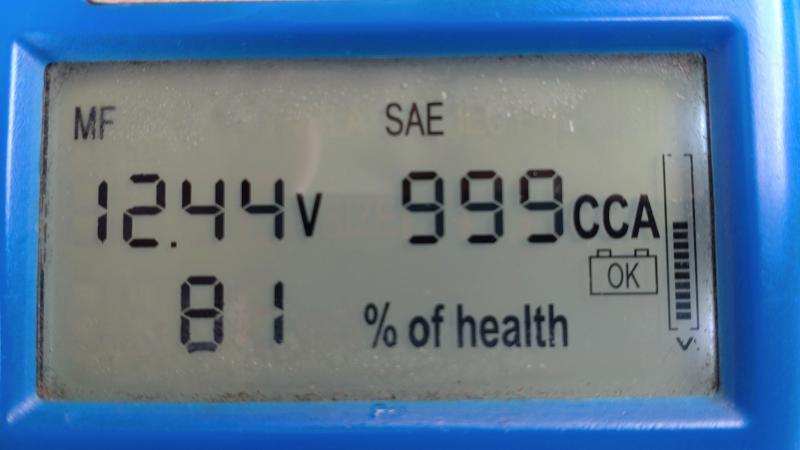 MF SAE
12.44V 999CCA
OK
81 % of health